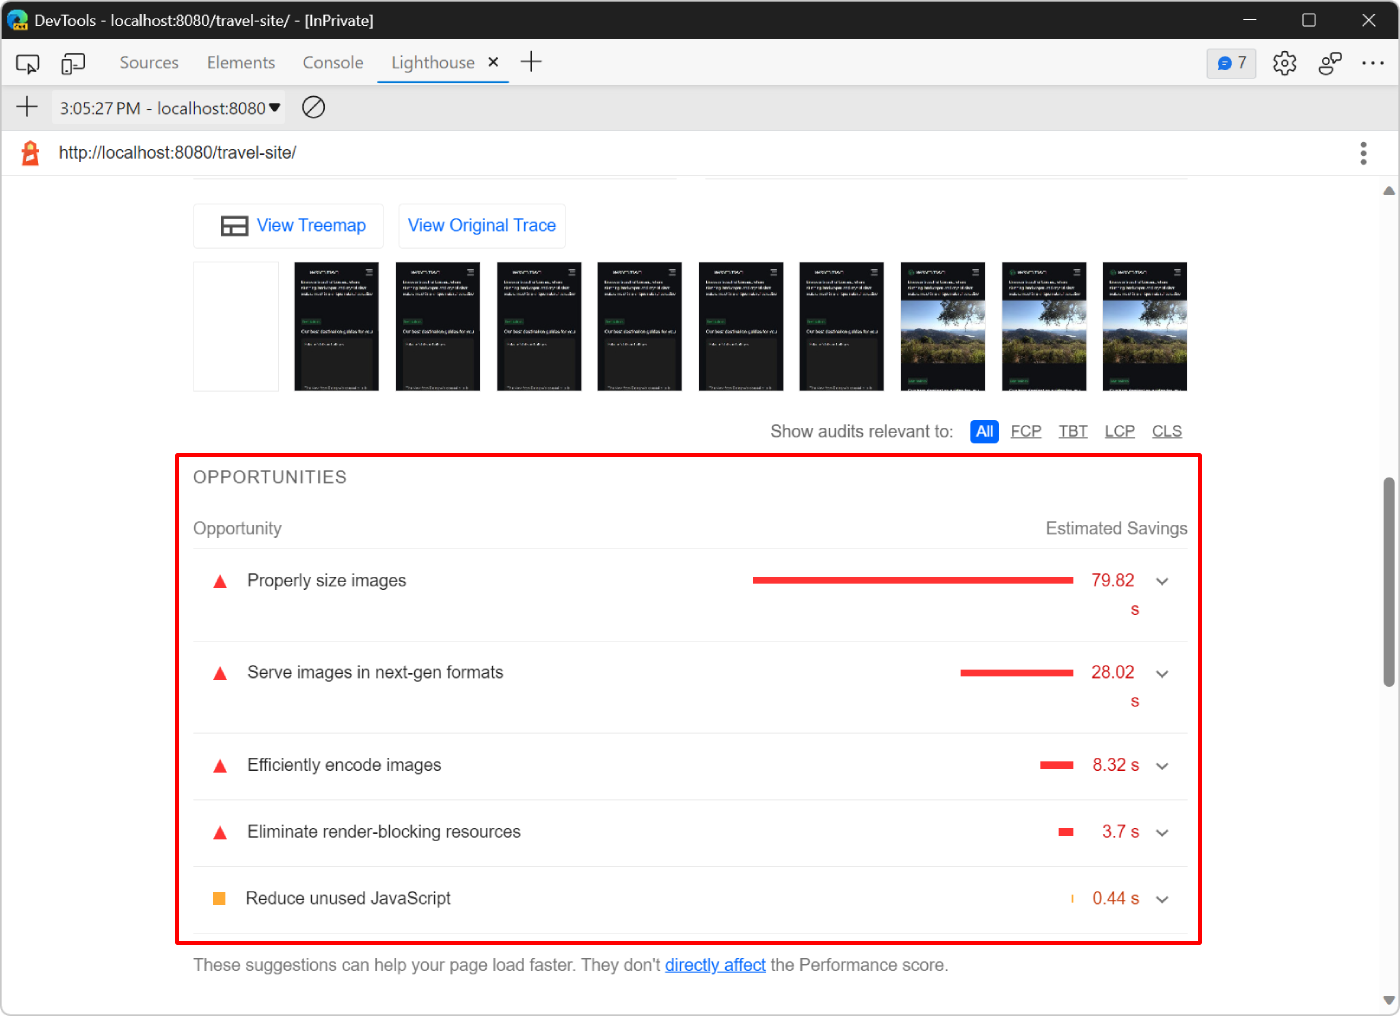 DevTools - localhost:8080/travel-site/ - [InPrivate]
Sources Elements Console Lighthouse 7
3:05:27 PM - localhost:8080
http://localhost:8080/travel-site/
View Treemap View Original Trace
Show audits relevant to: All FCP TBT LCP CLS
OPPORTUNITIES
Opportunity Estimated Savings
Properly size images 79.82
s
Serve images in next-gen formats 28.02
s
Efficiently encode images 8.32 s
Eliminate render-blocking resources 3.7 s
Reduce unused JavaScript 0.44 s
These suggestions can help your page load faster. They don't directly affect the Performance score.